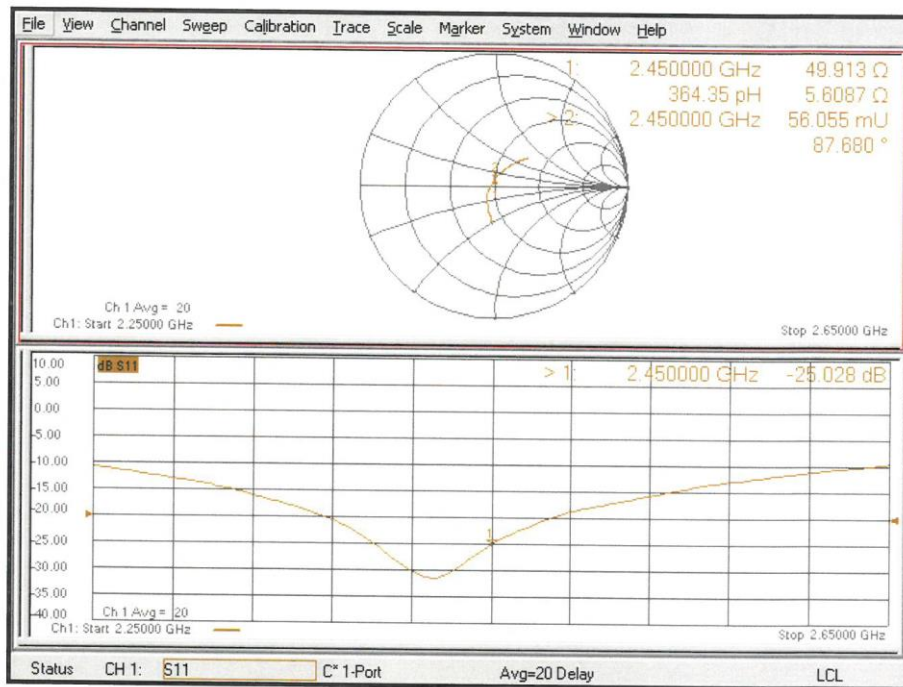 File View Channel Sweep Calibration Trace Scale Marker System Window Help
1: 2.450000 GHz 49.913 Ω
364.35 pH 5.6087 Ω
> 2: 2.450000 GHz 56.055 mU
87.680 °
Ch 1 Avg = 20
Ch1: Start 2.25000 GHz Stop 2.65000 GHz
10.00
dB S11
> 1: 2.450000 GHz -25.028 dB
5.00
0.00
-5.00
-10.00
-15.00
-20.00
1
-25.00
-30.00
-35.00
-40.00
Ch 1 Avg = 20
Ch1: Start 2.25000 GHz Stop 2.65000 GHz
Status CH 1: S11 C* 1-Port Avg=20 Delay LCL